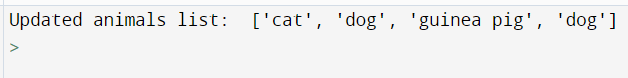 Updated animals list:  ['cat', 'dog', 'guinea pig', 'dog']
>